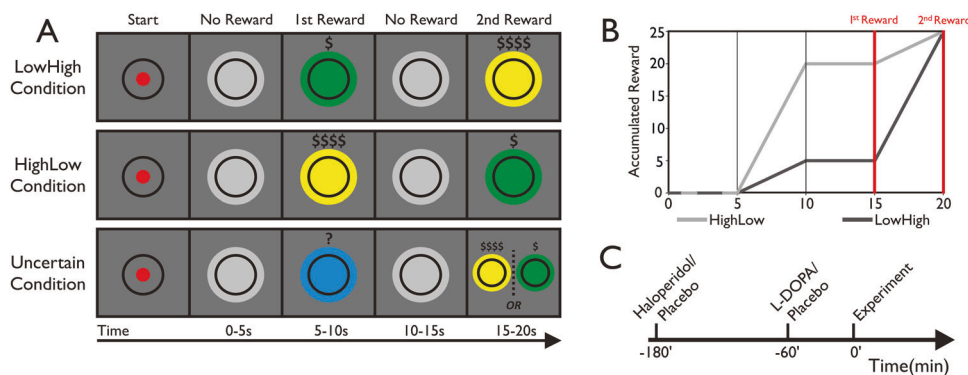 A
Start
No Reward
1st Reward
No Reward
2nd Reward
LowHigh
Condition
$
$$$$
HighLow
Condition
$$$$
$
Uncertain
Condition
?
$$$$
$
OR
Time
0-5s
5-10s
10-15s
15-20s
B
1st Reward
2nd Reward
Accumulated Reward
25
20
15
10
5
0
0
5
10
15
20
HighLow
LowHigh
C
Haloperidol/
Placebo
L-DOPA/
Placebo
Experiment
-180'
-60'
0'
Time(min)